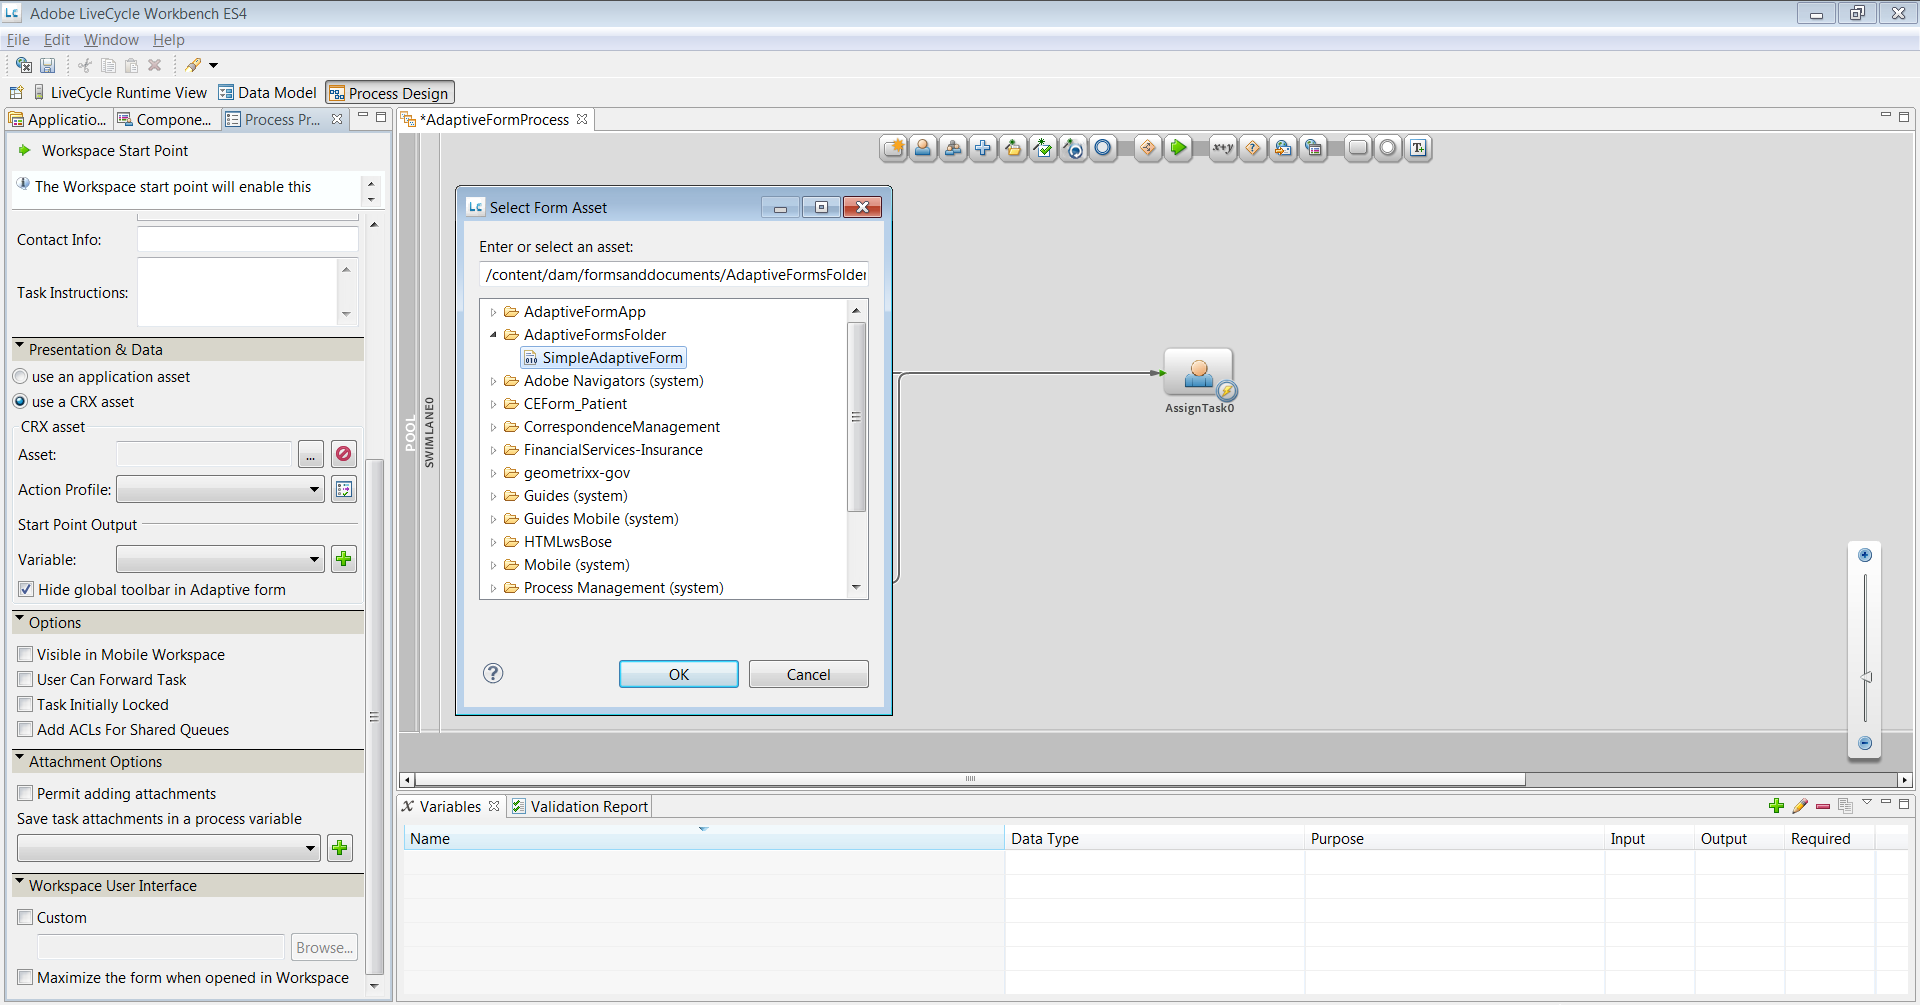 Adobe LiveCycle Workbench ES4
File Edit Window Help
LiveCycle Runtime View Data Model Process Design
Applicatio... Compone... Process Pr...
Workspace Start Point
The Workspace start point will enable this
Contact Info:
Task Instructions:
Presentation & Data
use an application asset
use a CRX asset
CRX asset
Asset: ...
Action Profile:
Start Point Output
Variable:
Hide global toolbar in Adaptive form
Options
Visible in Mobile Workspace
User Can Forward Task
Task Initially Locked
Add ACLs For Shared Queues
Attachment Options
Permit adding attachments
Save task attachments in a process variable
Workspace User Interface
Custom
Browse...
Maximize the form when opened in Workspace
*AdaptiveFormProcess
x+y
POOL
SWIMLANE0
Select Form Asset
Enter or select an asset:
/content/dam/formsanddocuments/AdaptiveFormsFolder
AdaptiveFormApp
AdaptiveFormsFolder
SimpleAdaptiveForm
Adobe Navigators (system)
CEForm_Patient
CorrespondenceManagement
FinancialServices-Insurance
geometrixx-gov
Guides (system)
Guides Mobile (system)
HTMLwsBose
Mobile (system)
Process Management (system)
OK Cancel
AssignTask0
Variables Validation Report
Name Data Type Purpose Input Output Required